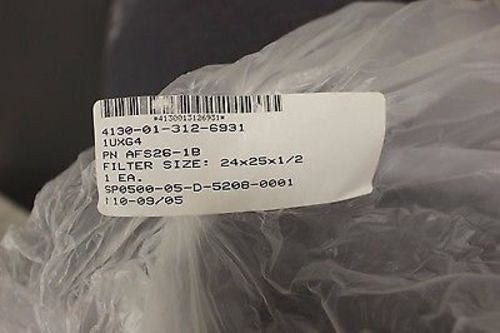 *4130013126931*
4130-01-312-6931
1UXG4
PN AFS26-1B
FILTER SIZE: 24x25x1/2
1 EA.
SP0500-05-D-5208-0001
10-09/05